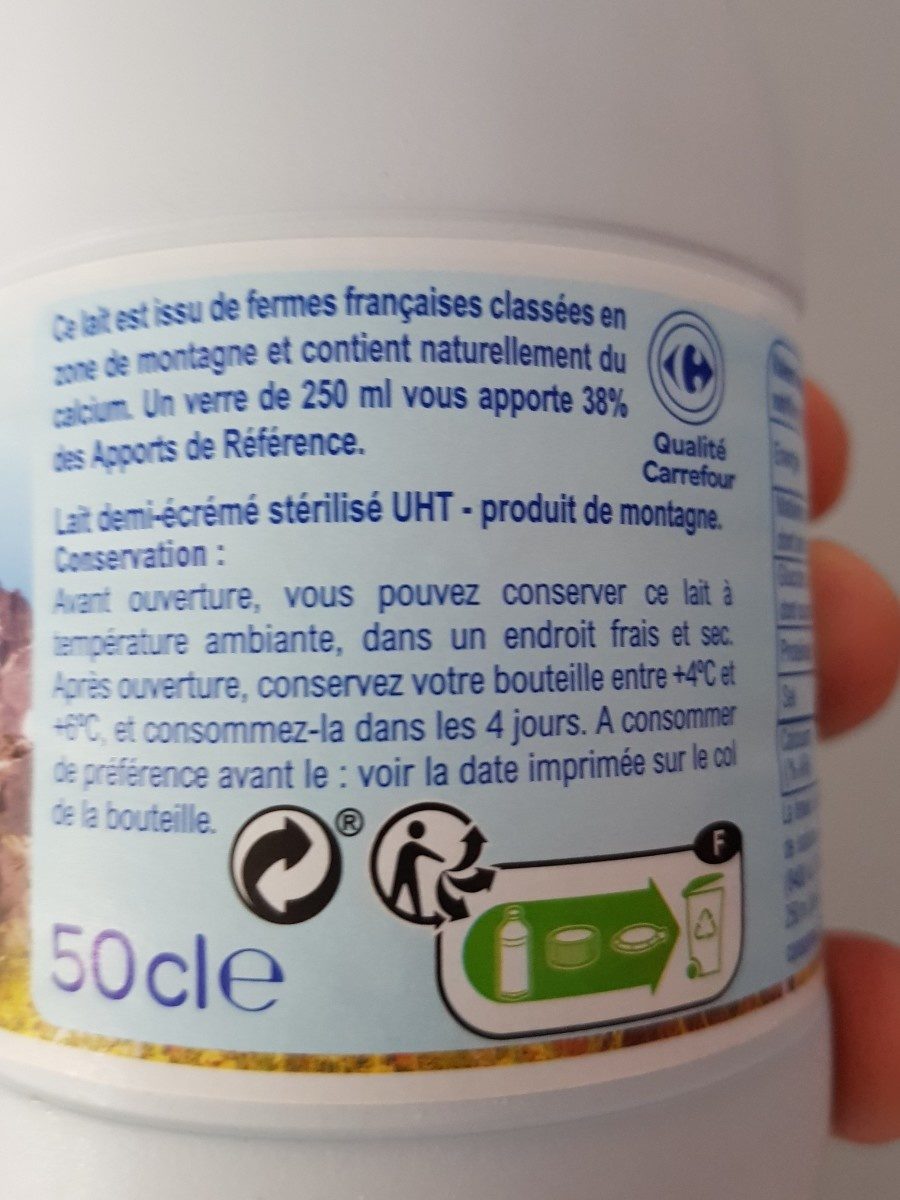 Ce lait est issu de fermes françaises classées en
zone de montagne et contient naturellement du
calcium. Un verre de 250 ml vous apporte 38%
des Apports de Référence.
Qualité
Carrefour
Lait demi-écrémé stérilisé UHT - produit de montagne.
Conservation :
Avant ouverture, vous pouvez conserver ce lait à
température ambiante, dans un endroit frais et sec.
Après ouverture, conservez votre bouteille entre +4°C et
+6°C, et consommez-la dans les 4 jours. A consommer
de préférence avant le : voir la date imprimée sur le col
de la bouteille.
®
F
50cle